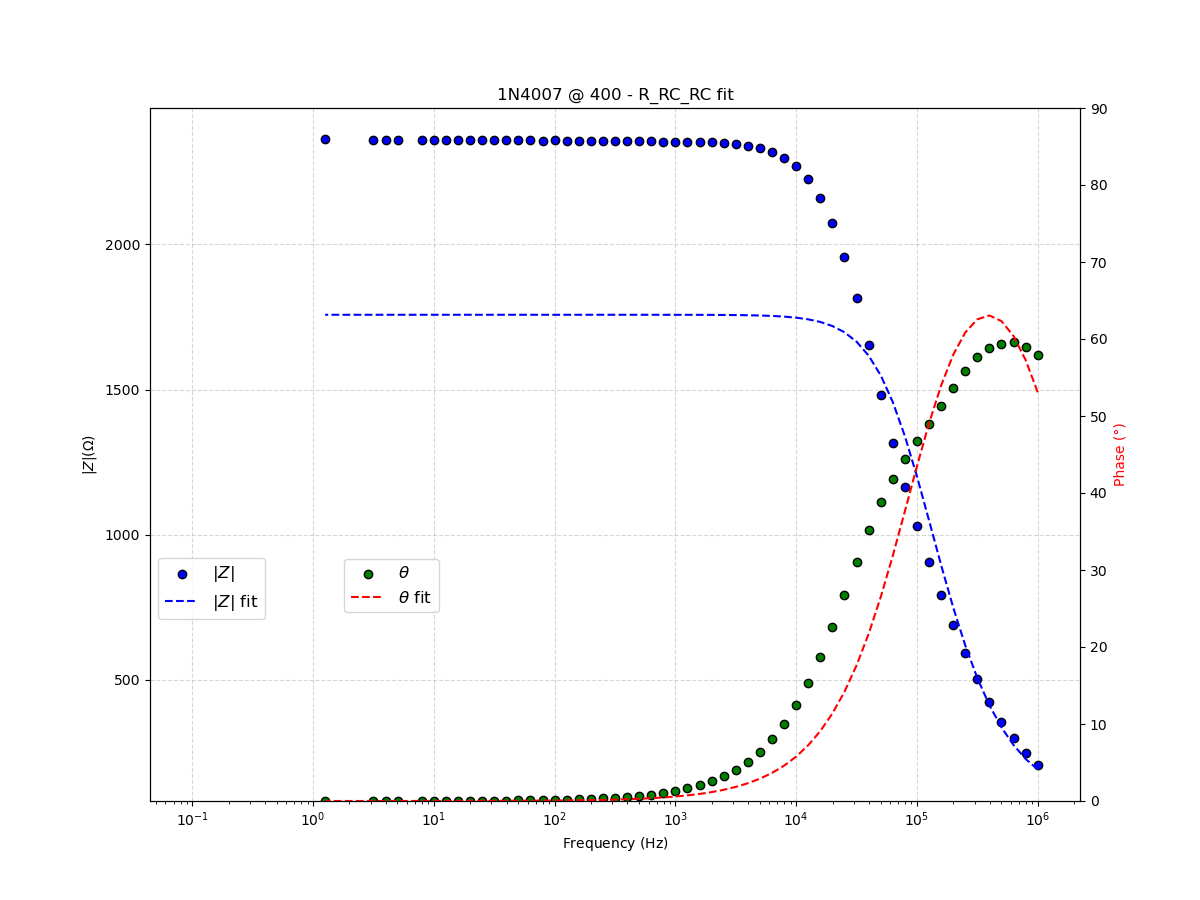 1N4007 @ 400 - R_RC_RC fit
|Z|(Ω)
2000
1500
1000
500
90
80
70
60
50
40
30
20
10
0
Phase (°)
|Z|
|Z| fit
θ
θ fit
10⁻¹ 10⁰ 10¹ 10² 10³ 10⁴ 10⁵ 10⁶
Frequency (Hz)